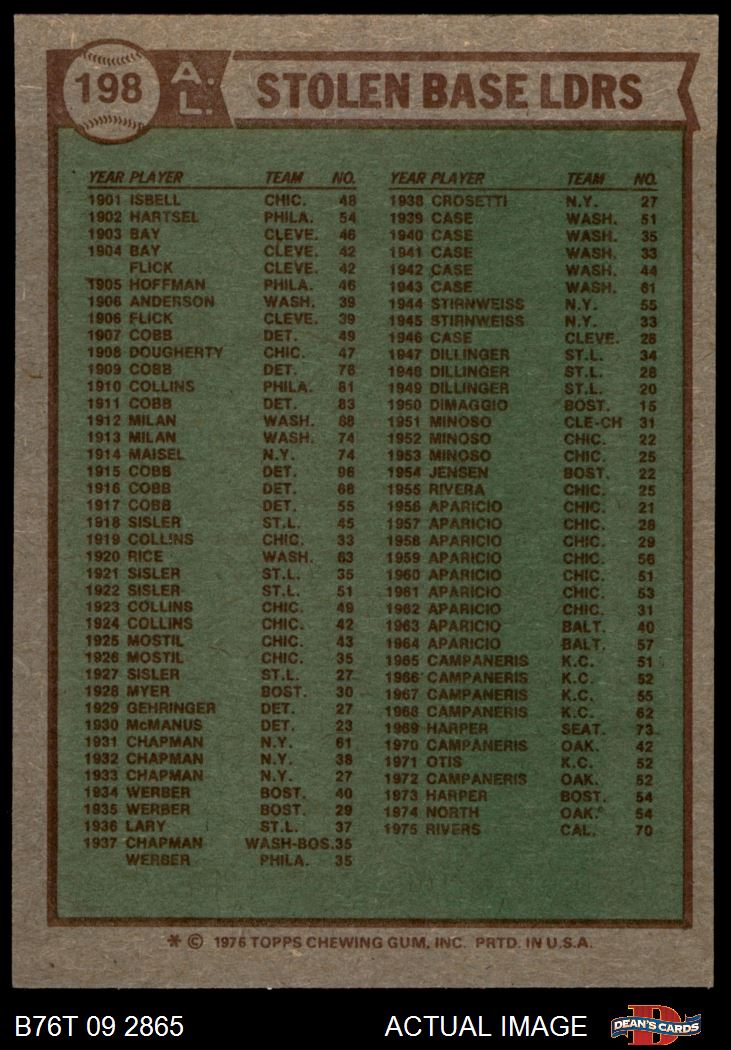 198
A.
L.
STOLEN BASE LDRS
YEAR PLAYER TEAM NO.
1901 ISBELL CHIC. 48
1902 HARTSEL PHILA. 54
1903 BAY CLEVE. 46
1904 BAY CLEVE. 42
FLICK CLEVE. 42
1905 HOFFMAN PHILA. 46
1906 ANDERSON WASH. 39
1906 FLICK CLEVE. 39
1907 COBB DET. 49
1908 DOUGHERTY CHIC. 47
1909 COBB DET. 76
1910 COLLINS PHILA. 81
1911 COBB DET. 83
1912 MILAN WASH. 88
1913 MILAN WASH. 74
1914 MAISEL N.Y. 74
1915 COBB DET. 96
1916 COBB DET. 68
1917 COBB DET. 55
1918 SISLER ST.L. 45
1919 COLLINS CHIC. 33
1920 RICE WASH. 63
1921 SISLER ST.L. 35
1922 SISLER ST.L. 51
1923 COLLINS CHIC. 49
1924 COLLINS CHIC. 42
1925 MOSTIL CHIC. 43
1926 MOSTIL CHIC. 35
1927 SISLER ST.L. 27
1928 MYER BOST. 30
1929 GEHRINGER DET. 27
1930 McMANUS DET. 23
1931 CHAPMAN N.Y. 61
1932 CHAPMAN N.Y. 38
1933 CHAPMAN N.Y. 27
1934 WERBER BOST. 40
1935 WERBER BOST. 29
1936 LARY ST.L. 37
1937 CHAPMAN WASH-BOS. 35
WERBER PHILA. 35
YEAR PLAYER TEAM NO.
1938 CROSETTI N.Y. 27
1939 CASE WASH. 51
1940 CASE WASH. 35
1941 CASE WASH. 33
1942 CASE WASH. 44
1943 CASE WASH. 61
1944 STIRNWEISS N.Y. 55
1945 STIRNWEISS N.Y. 33
1946 CASE CLEVE. 28
1947 DILLINGER ST.L. 34
1948 DILLINGER ST.L. 28
1949 DILLINGER ST.L. 20
1950 DIMAGGIO BOST. 15
1951 MINOSO CLE-CH 31
1952 MINOSO CHIC. 22
1953 MINOSO CHIC. 25
1954 JENSEN BOST. 22
1955 RIVERA CHIC. 25
1956 APARICIO CHIC. 21
1957 APARICIO CHIC. 28
1958 APARICIO CHIC. 29
1959 APARICIO CHIC. 56
1960 APARICIO CHIC. 51
1961 APARICIO CHIC. 53
1962 APARICIO CHIC. 31
1963 APARICIO BALT. 40
1964 APARICIO BALT. 57
1965 CAMPANERIS K.C. 51
1966 CAMPANERIS K.C. 52
1967 CAMPANERIS K.C. 55
1968 CAMPANERIS K.C. 62
1969 HARPER SEAT. 73
1970 CAMPANERIS OAK. 42
1971 OTIS K.C. 52
1972 CAMPANERIS OAK. 52
1973 HARPER BOST. 54
1974 NORTH OAK. 54
1975 RIVERS CAL. 70
* © 1976 TOPPS CHEWING GUM, INC. PRTD. IN U.S.A.
B76T 09 2865 ACTUAL IMAGE
D
DEAN'S CARDS